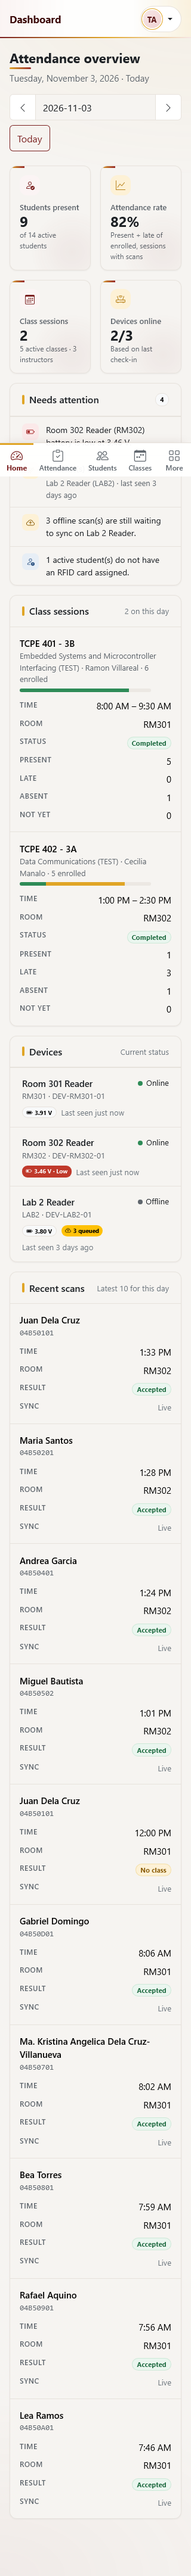 Dashboard
TA
Attendance overview
Tuesday, November 3, 2026 · Today
2026-11-03
Today
Students present
9
of 14 active
students
Attendance rate
82%
Present + late of
enrolled, sessions
with scans
Class sessions
2
5 active classes · 3
instructors
Devices online
2/3
Based on last
check-in
Needs attention
4
Room 302 Reader (RM302)
Home
Attendance
Students
Classes
More
Lab 2 Reader (LAB2) · last seen 3
days ago
3 offline scan(s) are still waiting
to sync on Lab 2 Reader.
1 active student(s) do not have
an RFID card assigned.
Class sessions
2 on this day
TCPE 401 - 3B
Embedded Systems and Microcontroller
Interfacing (TEST) · Ramon Villareal · 6
enrolled
TIME
8:00 AM – 9:30 AM
ROOM
RM301
STATUS
Completed
PRESENT
5
LATE
0
ABSENT
1
NOT YET
0
TCPE 402 - 3A
Data Communications (TEST) · Cecilia
Manalo · 5 enrolled
TIME
1:00 PM – 2:30 PM
ROOM
RM302
STATUS
Completed
PRESENT
1
LATE
3
ABSENT
1
NOT YET
0
Devices
Current status
Room 301 Reader
Online
RM301 · DEV-RM301-01
3.91 V
Last seen just now
Room 302 Reader
Online
RM302 · DEV-RM302-01
3.46 V · Low
Last seen just now
Lab 2 Reader
Offline
LAB2 · DEV-LAB2-01
3.80 V
3 queued
Last seen 3 days ago
Recent scans
Latest 10 for this day
Juan Dela Cruz
04B50101
TIME
1:33 PM
ROOM
RM302
RESULT
Accepted
SYNC
Live
Maria Santos
04B50201
TIME
1:28 PM
ROOM
RM302
RESULT
Accepted
SYNC
Live
Andrea Garcia
04B50401
TIME
1:24 PM
ROOM
RM302
RESULT
Accepted
SYNC
Live
Miguel Bautista
04B50502
TIME
1:01 PM
ROOM
RM302
RESULT
Accepted
SYNC
Live
Juan Dela Cruz
04B50101
TIME
12:00 PM
ROOM
RM301
RESULT
No class
SYNC
Live
Gabriel Domingo
04B50D01
TIME
8:06 AM
ROOM
RM301
RESULT
Accepted
SYNC
Live
Ma. Kristina Angelica Dela Cruz-
Villanueva
04B50701
TIME
8:02 AM
ROOM
RM301
RESULT
Accepted
SYNC
Live
Bea Torres
04B50801
TIME
7:59 AM
ROOM
RM301
RESULT
Accepted
SYNC
Live
Rafael Aquino
04B50901
TIME
7:56 AM
ROOM
RM301
RESULT
Accepted
SYNC
Live
Lea Ramos
04B50A01
TIME
7:46 AM
ROOM
RM301
RESULT
Accepted
SYNC
Live